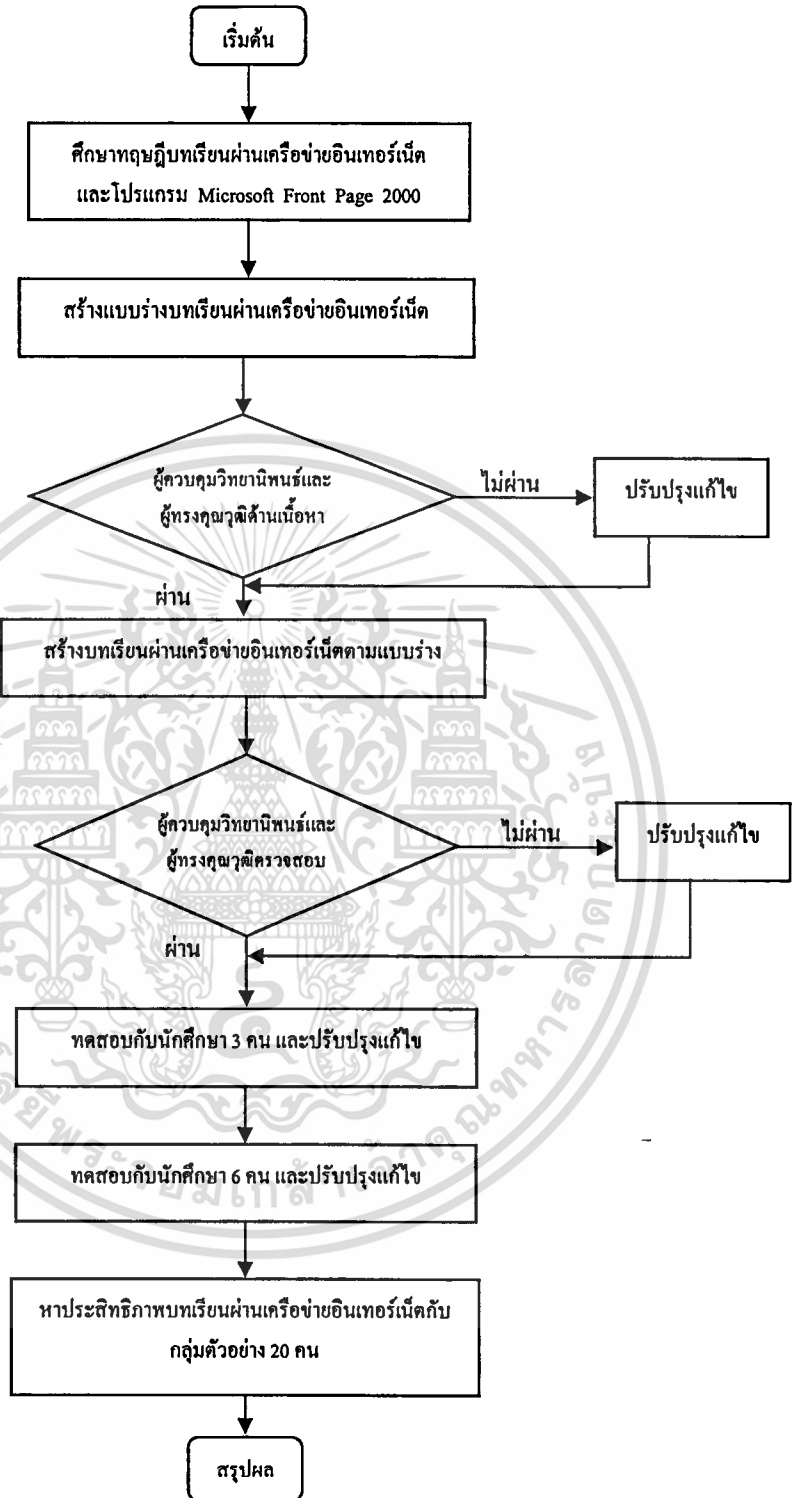 เริ่มต้น
ศึกษาทฤษฎีบทเรียนผ่านเครือข่ายอินเทอร์เน็ต
และโปรแกรม Microsoft Front Page 2000
สร้างแบบร่างบทเรียนผ่านเครือข่ายอินเทอร์เน็ต
ผู้ควบคุมวิทยานิพนธ์และ
ผู้ทรงคุณวุฒิด้านเนื้อหา
ไม่ผ่าน
ปรับปรุงแก้ไข
ผ่าน
สร้างบทเรียนผ่านเครือข่ายอินเทอร์เน็ตตามแบบร่าง
ผู้ควบคุมวิทยานิพนธ์และ
ผู้ทรงคุณวุฒิตรวจสอบ
ไม่ผ่าน
ปรับปรุงแก้ไข
ผ่าน
ทดสอบกับนักศึกษา 3 คน และปรับปรุงแก้ไข
ทดสอบกับนักศึกษา 6 คน และปรับปรุงแก้ไข
หาประสิทธิภาพบทเรียนผ่านเครือข่ายอินเทอร์เน็ตกับ
กลุ่มตัวอย่าง 20 คน
สรุปผล